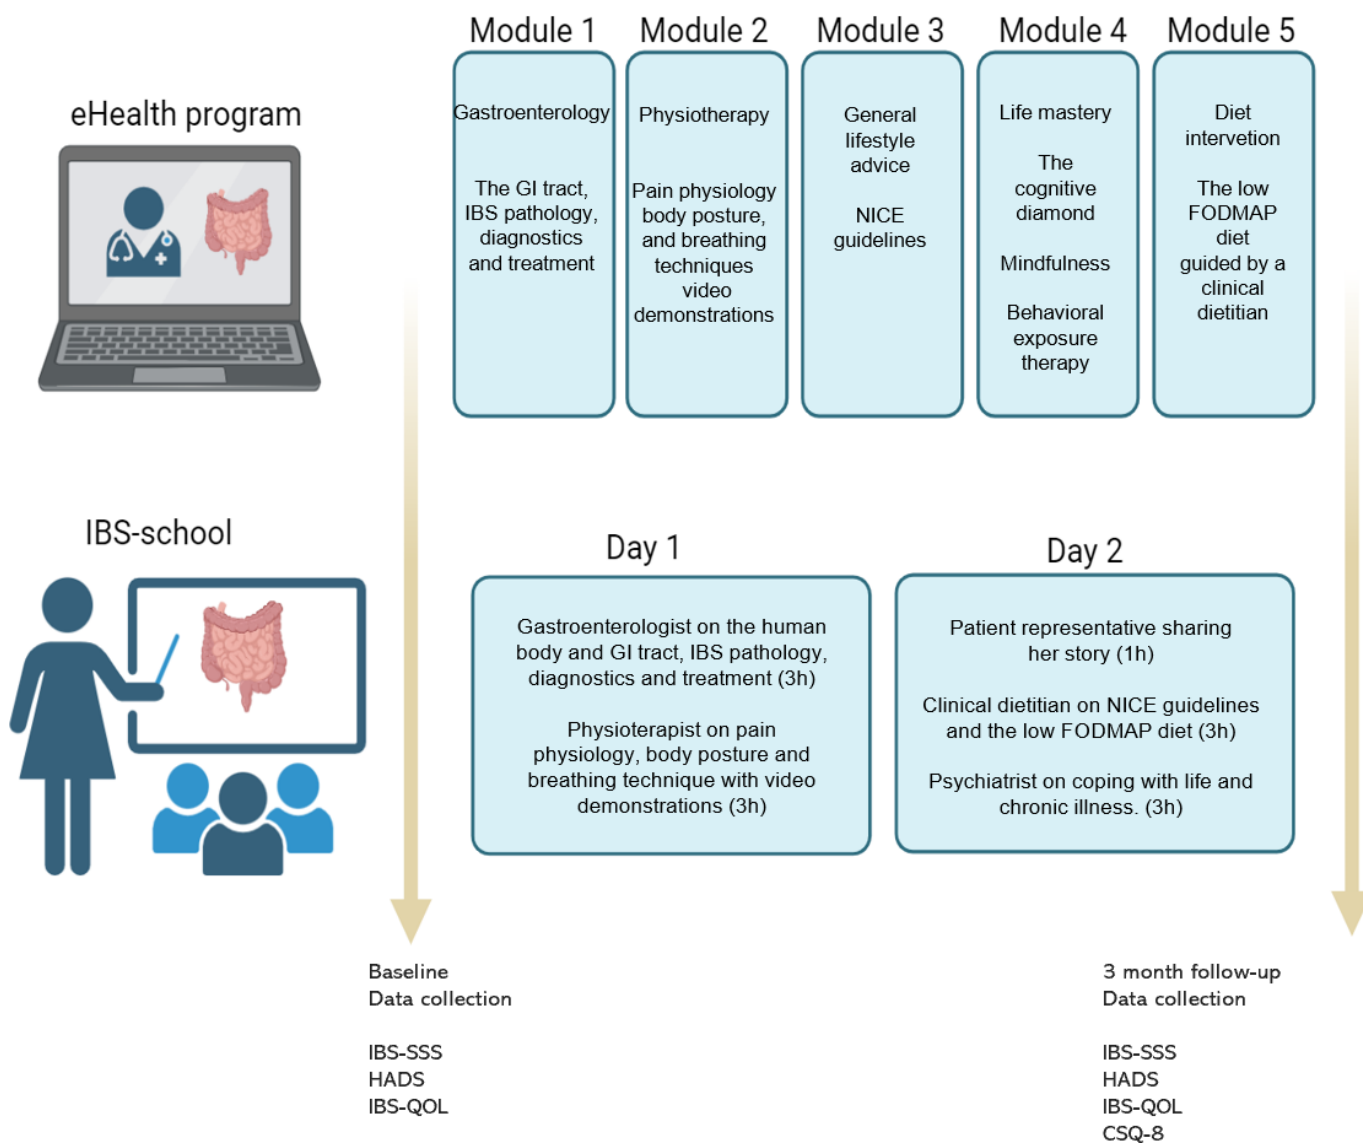 eHealth program
Module 1
Gastroenterology
The GI tract,
IBS pathology,
diagnostics
and treatment
Module 2
Physiotherapy
Pain physiology
body posture,
and breathing
techniques
video
demonstrations
Module 3
General
lifestyle
advice
NICE
guidelines
Module 4
Life mastery
The
cognitive
diamond
Mindfulness
Behavioral
exposure
therapy
Module 5
Diet
intervetion
The low
FODMAP
diet
guided by a
clinical
dietitian
IBS-school
Day 1
Gastroenterologist on the human
body and GI tract, IBS pathology,
diagnostics and treatment (3h)
Physioterapist on pain
physiology, body posture and
breathing technique with video
demonstrations (3h)
Day 2
Patient representative sharing
her story (1h)
Clinical dietitian on NICE guidelines
and the low FODMAP diet (3h)
Psychiatrist on coping with life and
chronic illness. (3h)
Baseline
Data collection
IBS-SSS
HADS
IBS-QOL
3 month follow-up
Data collection
IBS-SSS
HADS
IBS-QOL
CSQ-8